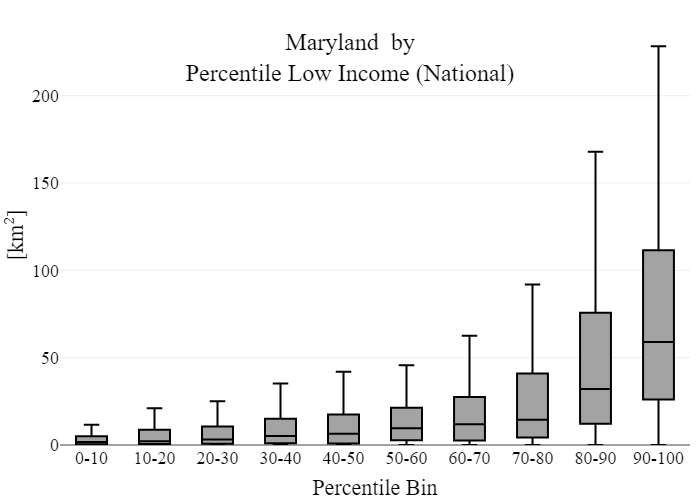 Maryland by
Percentile Low Income (National)
[km²]
200
150
100
50
0
0-10 10-20 20-30 30-40 40-50 50-60 60-70 70-80 80-90 90-100
Percentile Bin